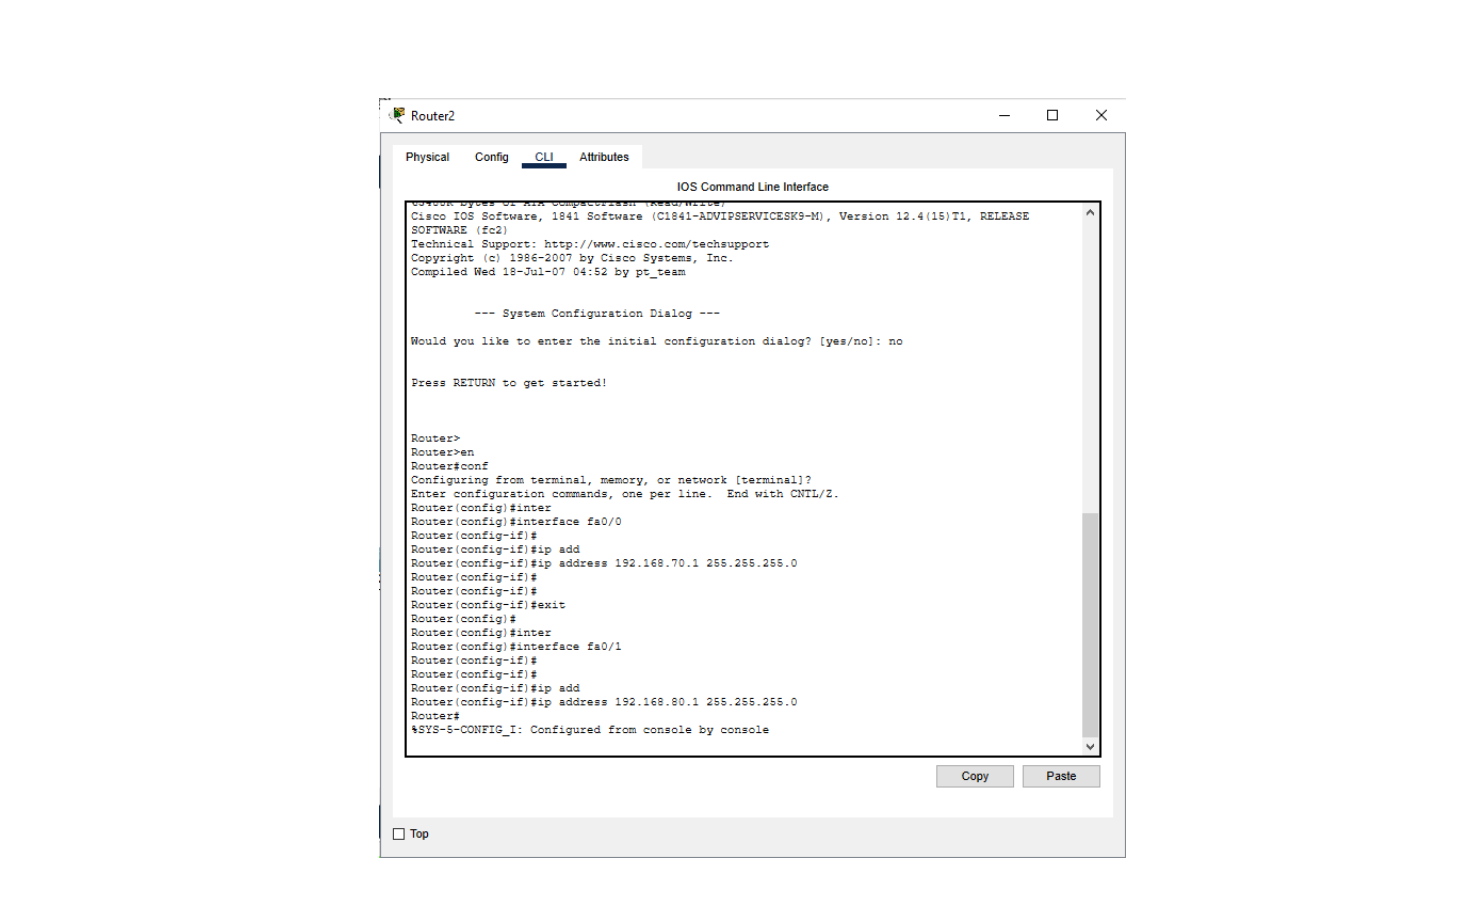 Router2
Physical Config CLI Attributes
IOS Command Line Interface
Cisco IOS Software, 1841 Software (C1841-ADVIPSERVICESK9-M), Version 12.4(15)T1, RELEASE
SOFTWARE (fc2)
Technical Support: http://www.cisco.com/techsupport
Copyright (c) 1986-2007 by Cisco Systems, Inc.
Compiled Wed 18-Jul-07 04:52 by pt_team
--- System Configuration Dialog ---
Would you like to enter the initial configuration dialog? [yes/no]: no
Press RETURN to get started!
Router>
Router>en
Router#conf
Configuring from terminal, memory, or network [terminal]?
Enter configuration commands, one per line.  End with CNTL/Z.
Router(config)#inter
Router(config)#interface fa0/0
Router(config-if)#
Router(config-if)#ip add
Router(config-if)#ip address 192.168.70.1 255.255.255.0
Router(config-if)#
Router(config-if)#
Router(config-if)#exit
Router(config)#
Router(config)#inter
Router(config)#interface fa0/1
Router(config-if)#
Router(config-if)#
Router(config-if)#ip add
Router(config-if)#ip address 192.168.80.1 255.255.255.0
Router#
%SYS-5-CONFIG_I: Configured from console by console
Copy Paste
Top